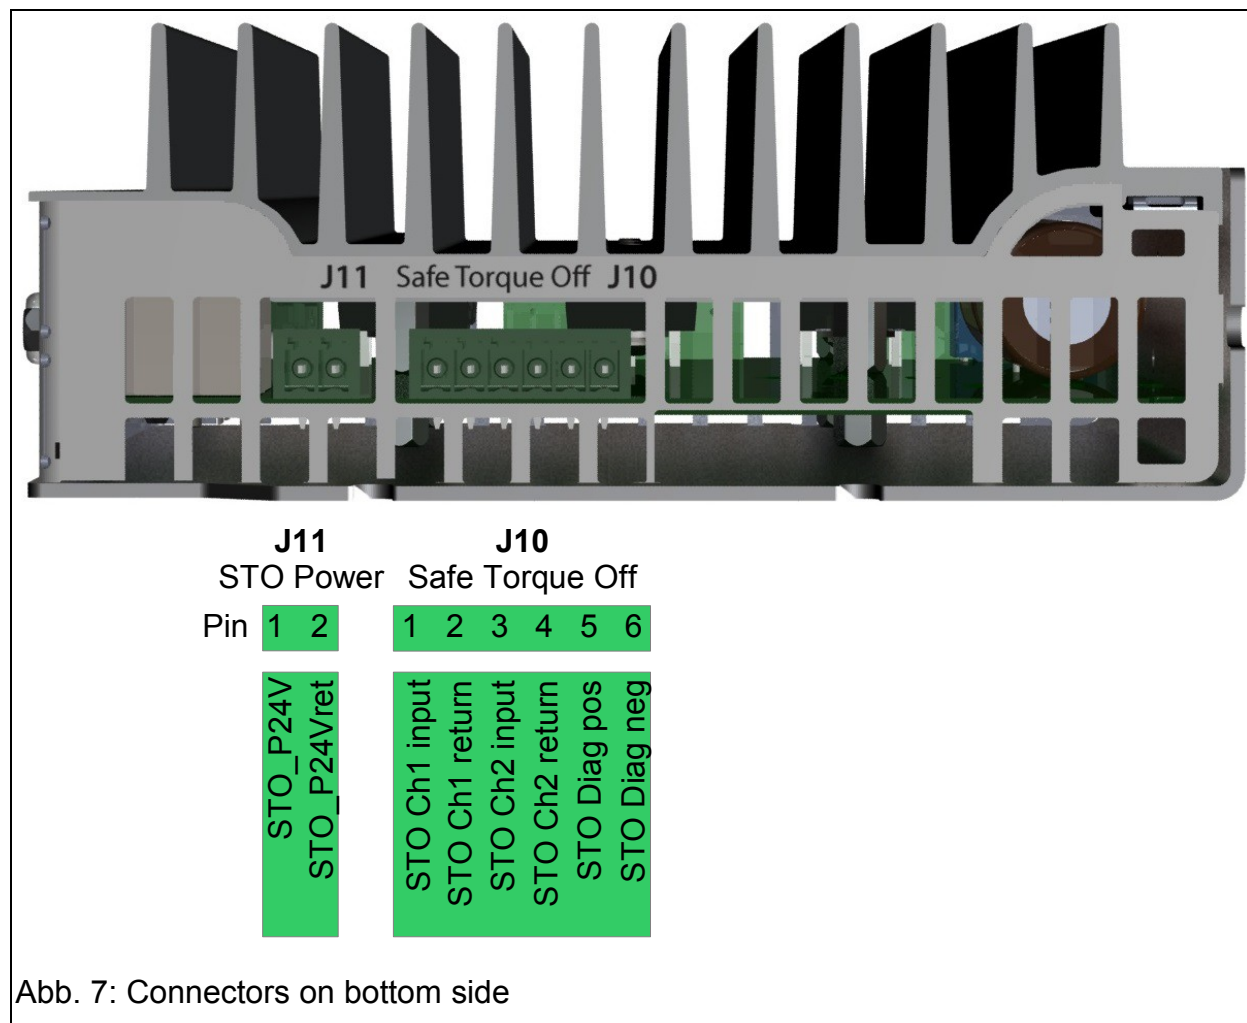 J11 Safe Torque Off J10
J11 J10
STO Power Safe Torque Off
Pin 1 2 1 2 3 4 5 6
STO_P24V
STO_P24Vret
STO Ch1 input
STO Ch1 return
STO Ch2 input
STO Ch2 return
STO Diag pos
STO Diag neg
Abb. 7: Connectors on bottom side